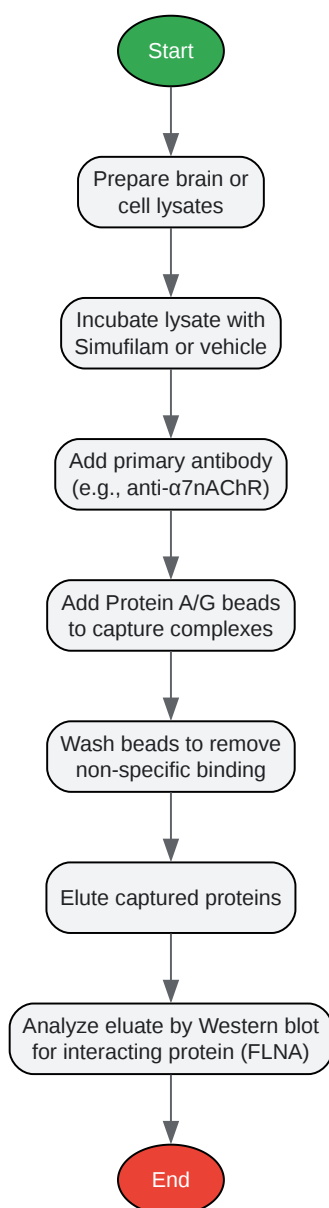 Start
Prepare brain or
cell lysates
Incubate lysate with
Simufilam or vehicle
Add primary antibody
(e.g., anti-α7nAChR)
Add Protein A/G beads
to capture complexes
Wash beads to remove
non-specific binding
Elute captured proteins
Analyze eluate by Western blot
for interacting protein (FLNA)
End